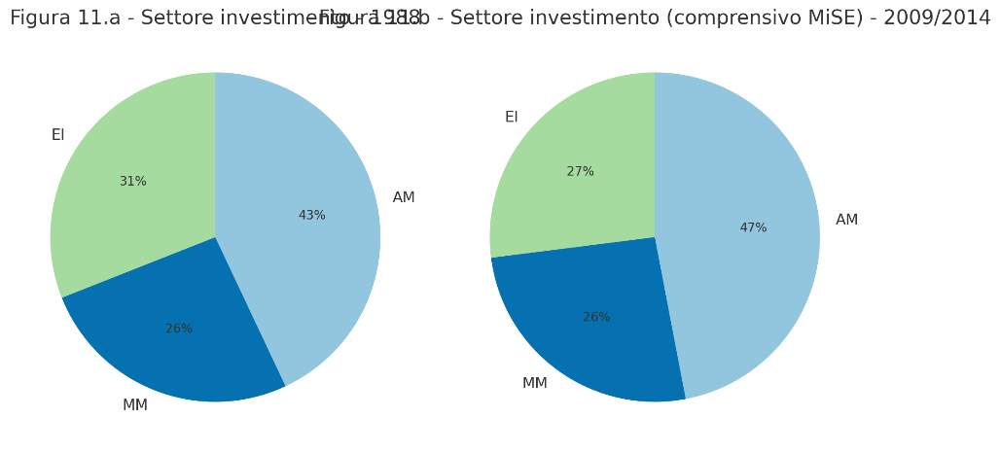 Figura 11.a - Settore investimento - 1988
Figura 11.b - Settore investimento (comprensivo MiSE) - 2009/2014
EI
31%
43%
AM
26%
MM
EI
27%
47%
AM
26%
MM